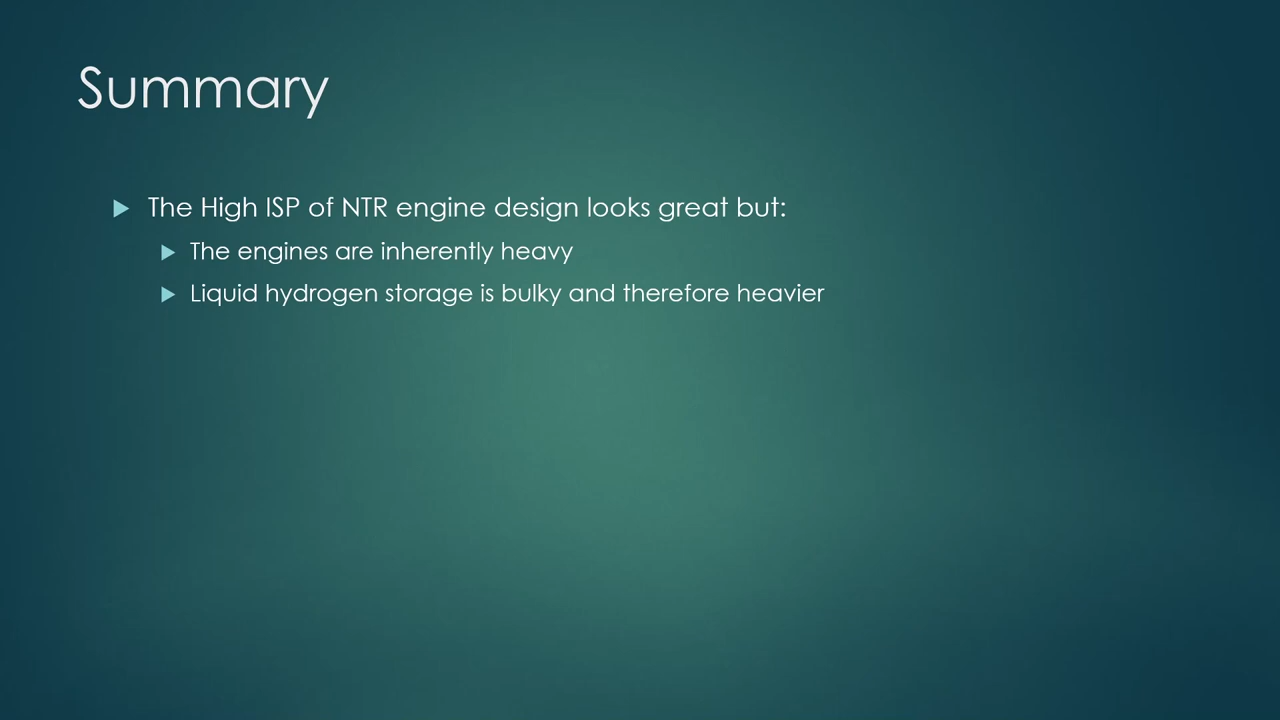 Summary
The High ISP of NTR engine design looks great but:
The engines are inherently heavy
Liquid hydrogen storage is bulky and therefore heavier